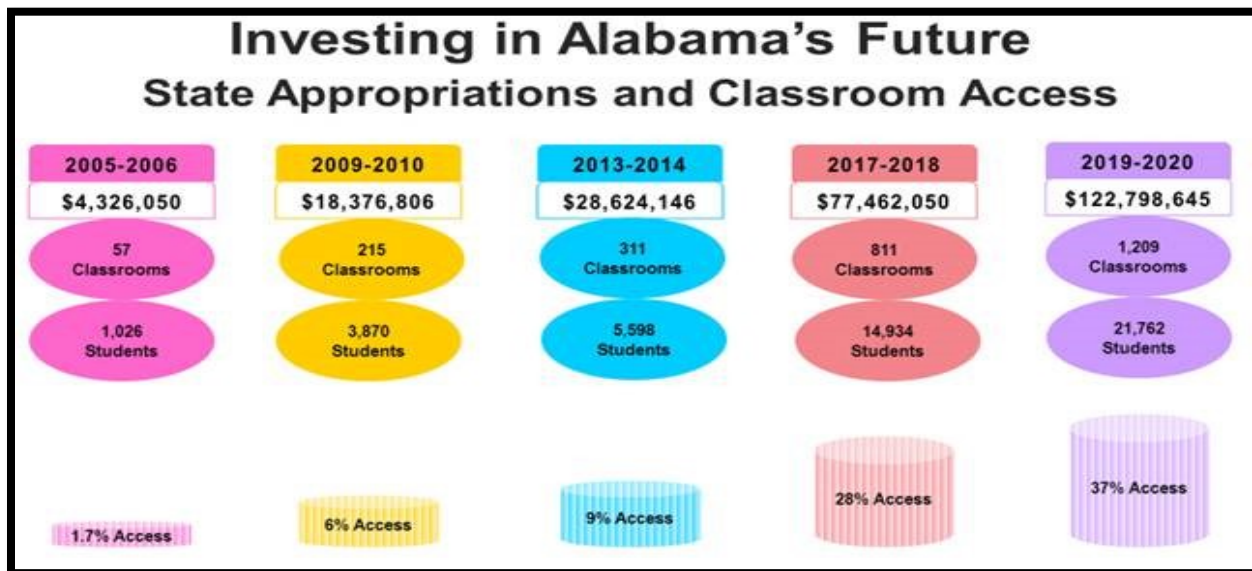 Investing in Alabama's Future
State Appropriations and Classroom Access
2005-2006
$4,326,050
57
Classrooms
1,026
Students
1.7% Access
2009-2010
$18,376,806
215
Classrooms
3,870
Students
6% Access
2013-2014
$28,624,146
311
Classrooms
5,598
Students
9% Access
2017-2018
$77,462,050
811
Classrooms
14,934
Students
28% Access
2019-2020
$122,798,645
1,209
Classrooms
21,762
Students
37% Access